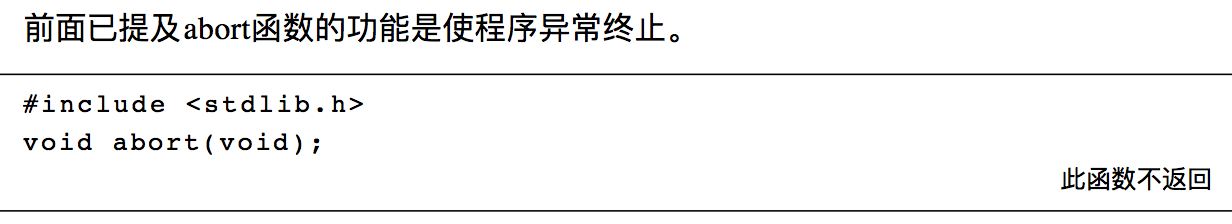 前面已提及abort函数的功能是使程序异常终止。
#include <stdlib.h>
void abort(void);
此函数不返回